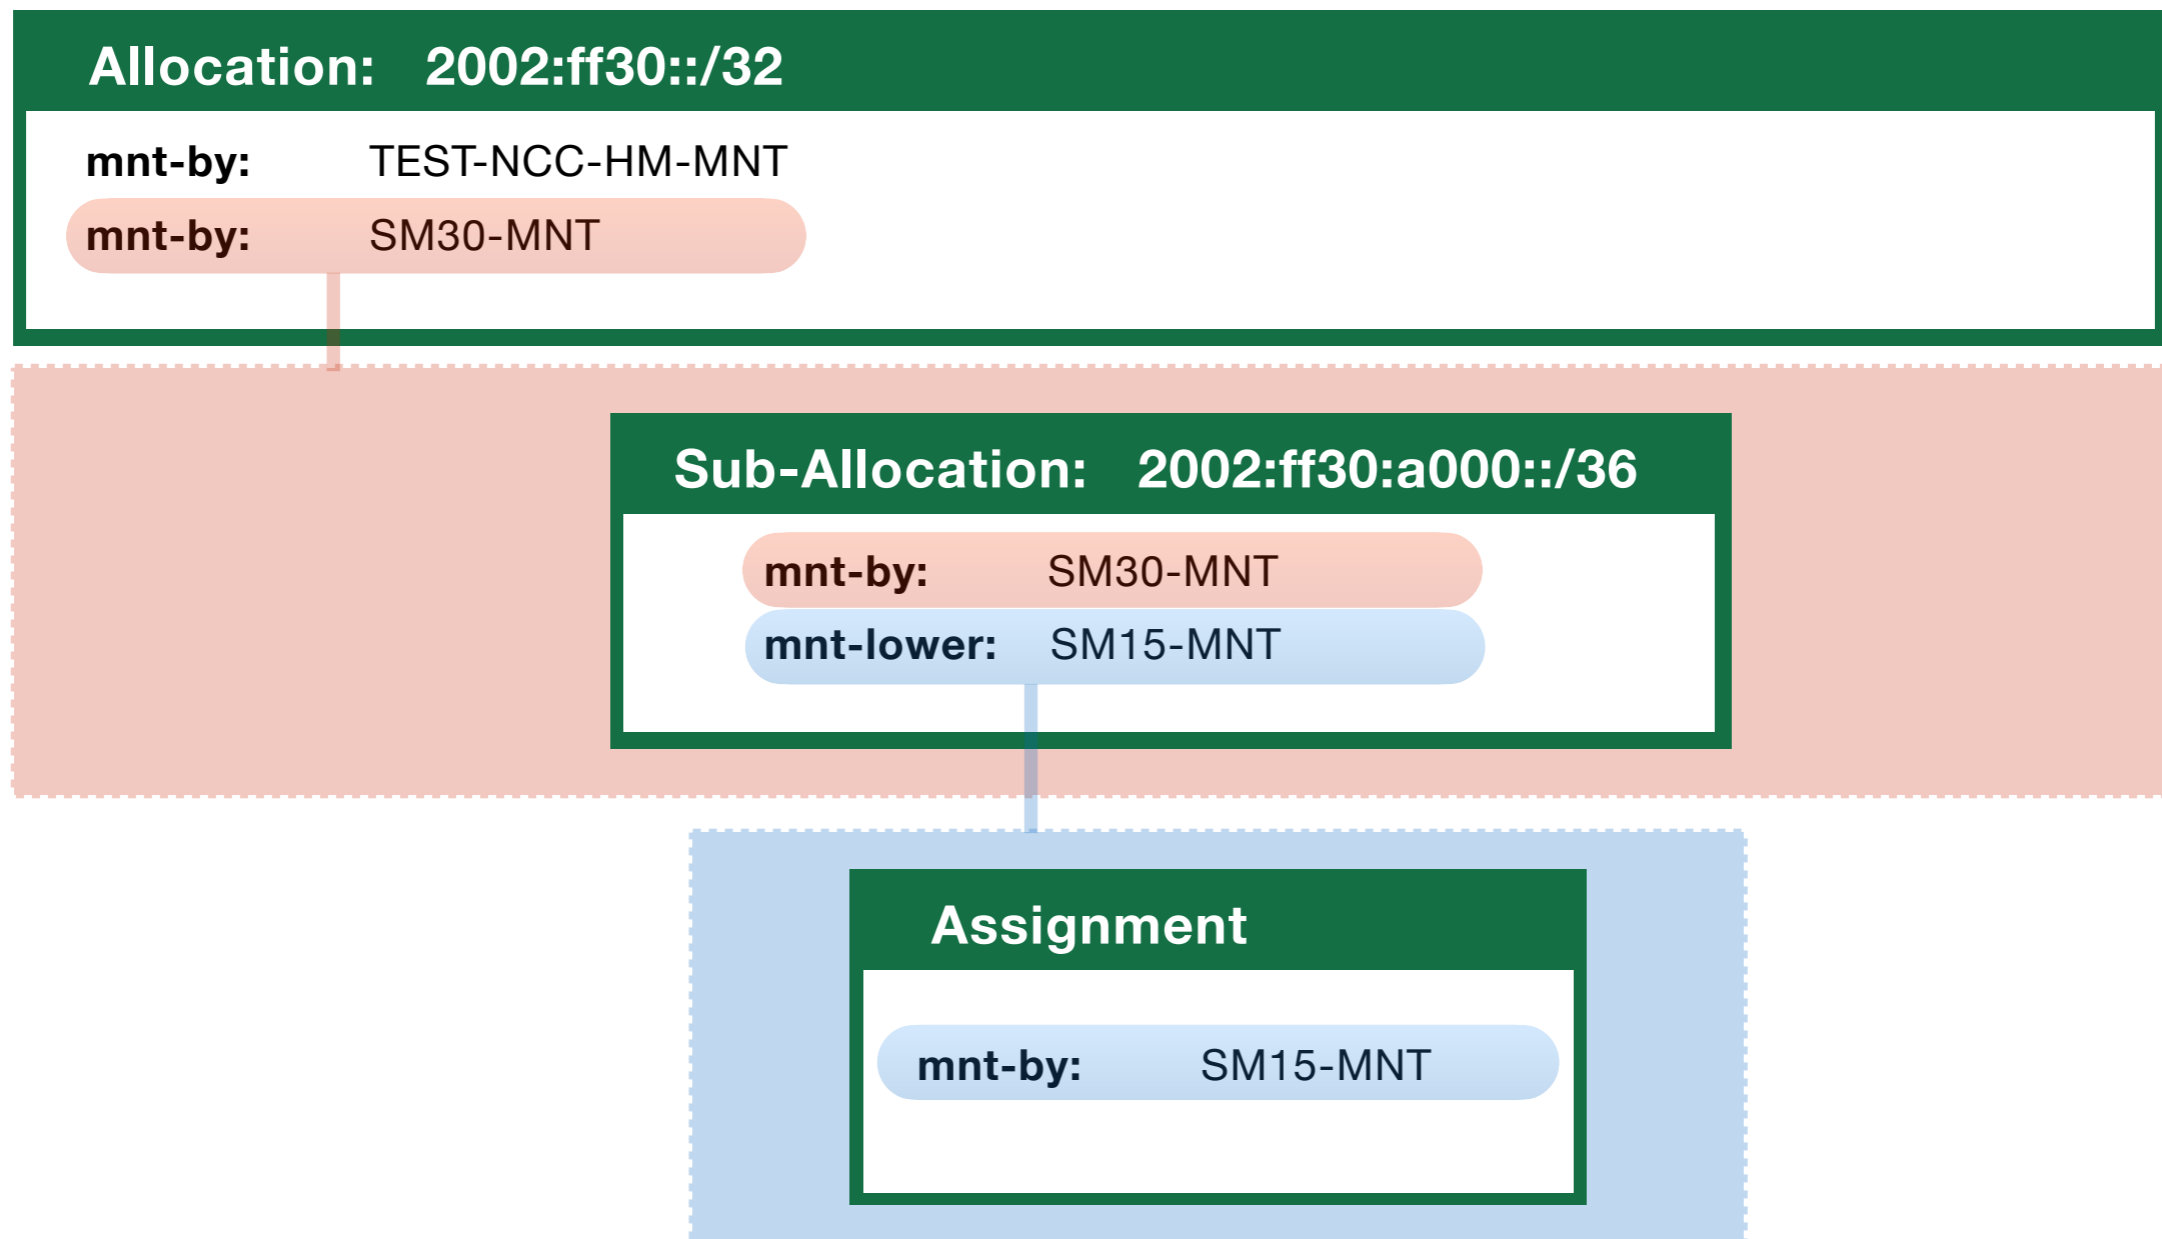 Allocation: 2002:ff30::/32
mnt-by: TEST-NCC-HM-MNT
mnt-by: SM30-MNT
Sub-Allocation: 2002:ff30:a000::/36
mnt-by: SM30-MNT
mnt-lower: SM15-MNT
Assignment
mnt-by: SM15-MNT